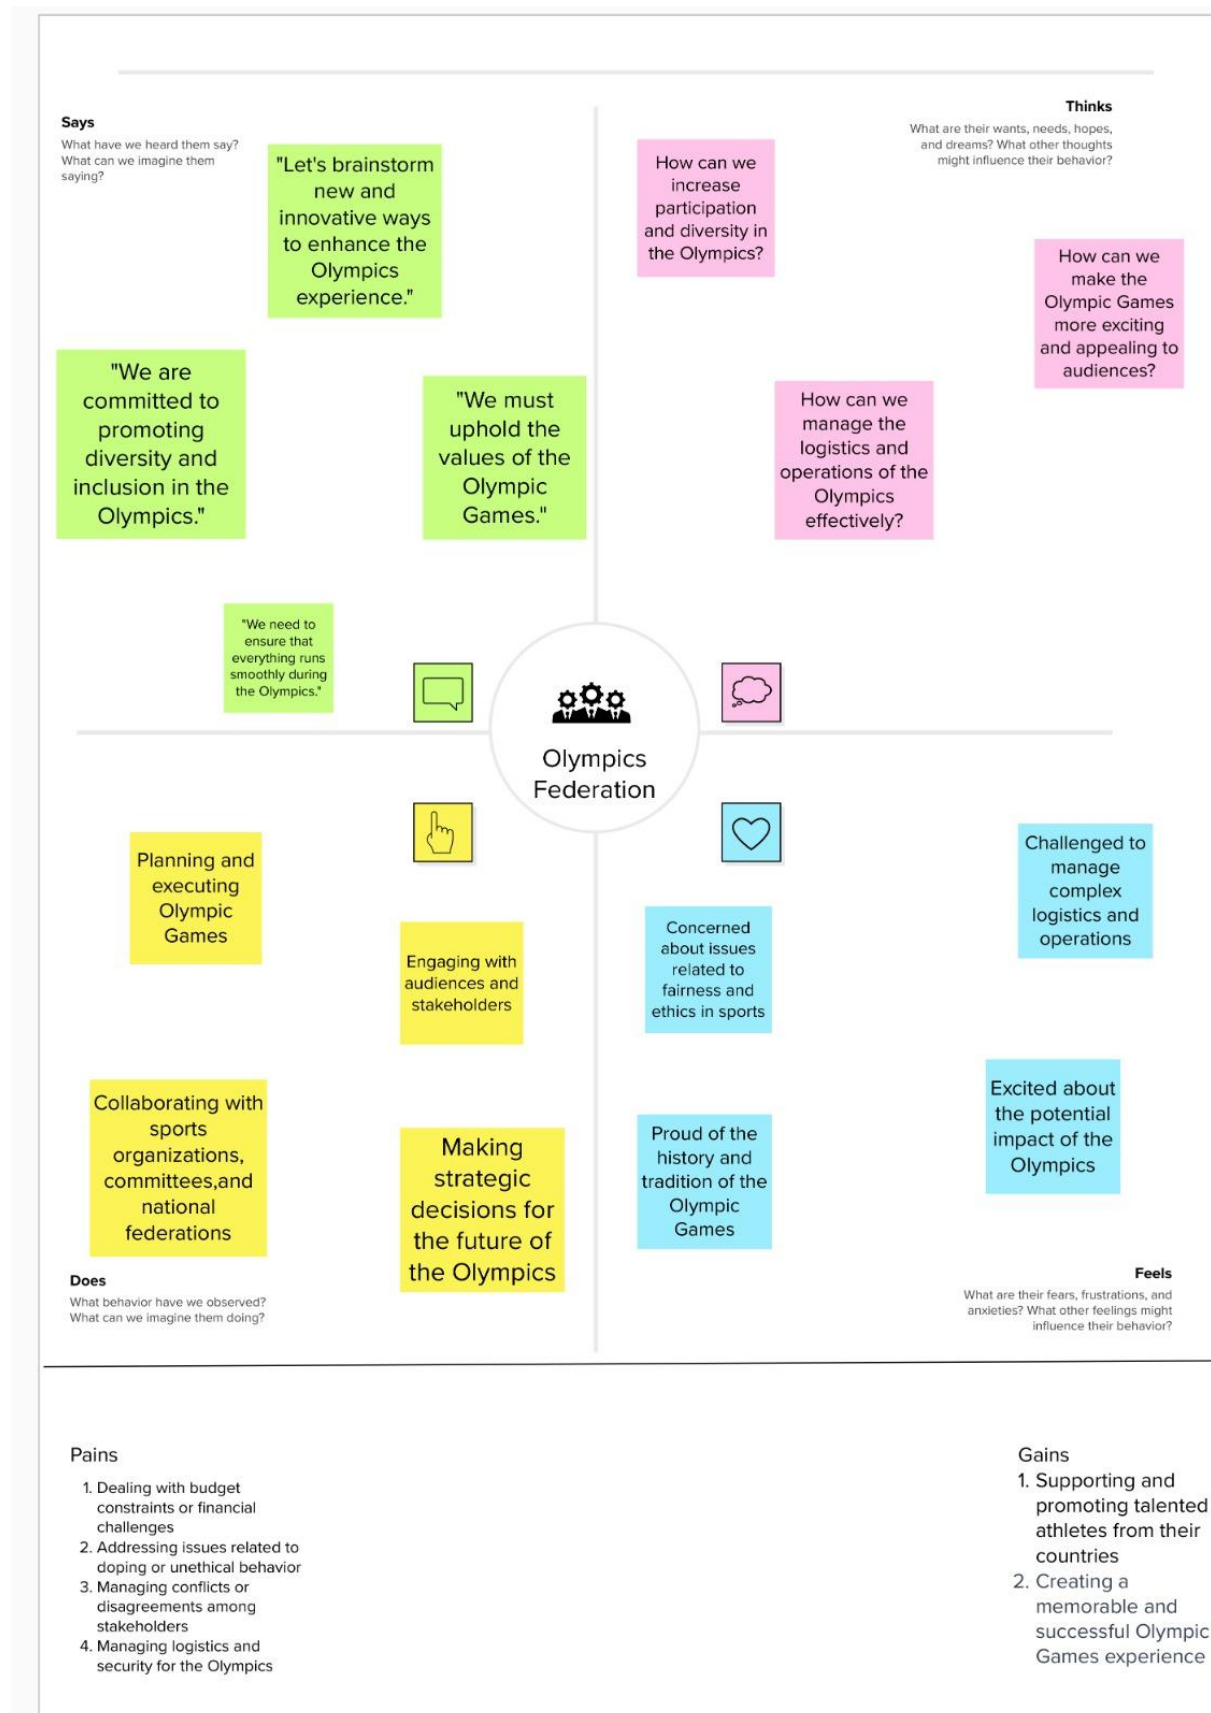 Says
What have we heard them say?
What can we imagine them
saying?
"Let's brainstorm
new and
innovative ways
to enhance the
Olympics
experience."
"We are
committed to
promoting
diversity and
inclusion in the
Olympics."
"We must
uphold the
values of the
Olympic
Games."
"We need to
ensure that
everything runs
smoothly during
the Olympics."
Thinks
What are their wants, needs, hopes,
and dreams? What other thoughts
might influence their behavior?
How can we
increase
participation
and diversity in
the Olympics?
How can we
make the
Olympic Games
more exciting
and appealing to
audiences?
How can we
manage the
logistics and
operations of the
Olympics
effectively?
Olympics
Federation
Planning and
executing
Olympic
Games
Engaging with
audiences and
stakeholders
Collaborating with
sports
organizations,
committees,and
national
federations
Making
strategic
decisions for
the future of
the Olympics
Does
What behavior have we observed?
What can we imagine them doing?
Challenged to
manage
complex
logistics and
operations
Concerned
about issues
related to
fairness and
ethics in sports
Excited about
the potential
impact of the
Olympics
Proud of the
history and
tradition of the
Olympic
Games
Feels
What are their fears, frustrations, and
anxieties? What other feelings might
influence their behavior?
Pains
1. Dealing with budget
constraints or financial
challenges
2. Addressing issues related to
doping or unethical behavior
3. Managing conflicts or
disagreements among
stakeholders
4. Managing logistics and
security for the Olympics
Gains
1. Supporting and
promoting talented
athletes from their
countries
2. Creating a
memorable and
successful Olympic
Games experience